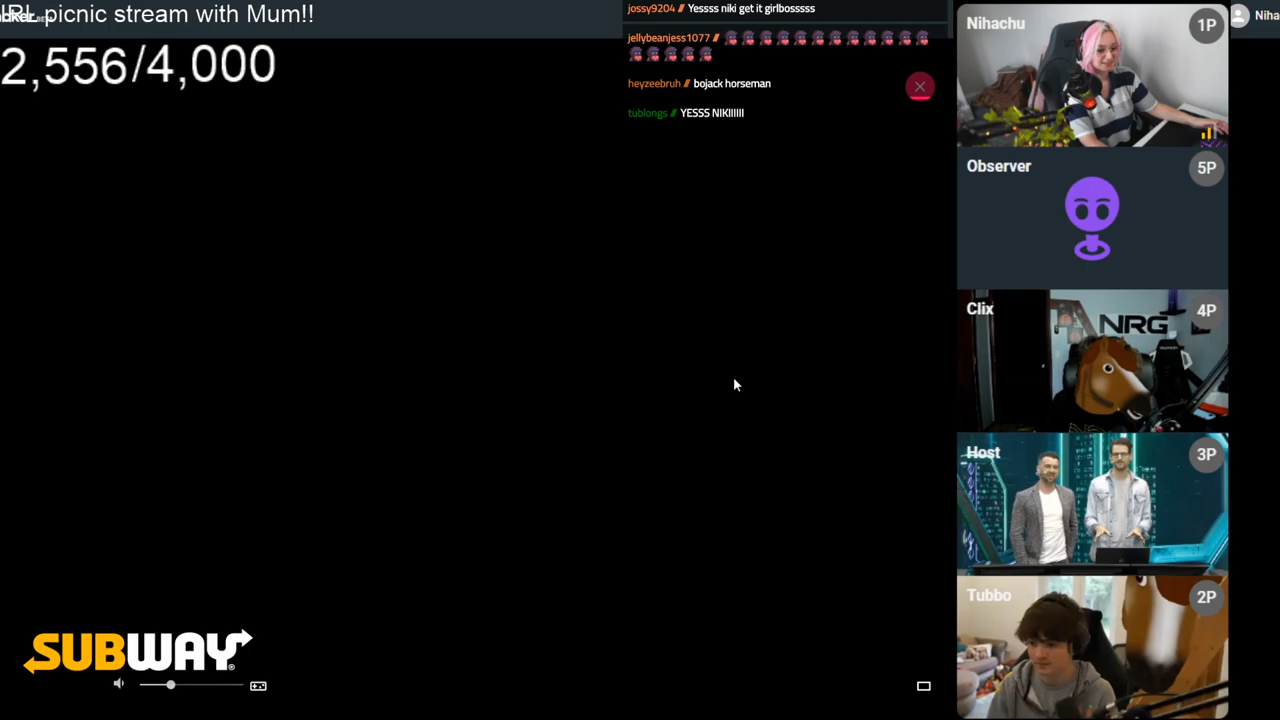 IRL picnic stream with Mum!!
2,556/4,000
jossy9204 // Yessss niki get it girlbosssss
jellybeanjess1077 //
heyzeebruh // bojack horseman
tublongs // YESSS NIKIIIIII
Nihachu 1P
Niha
Observer 5P
Clix 4P
NRG
Host 3P
Tubbo 2P
SUBWAY